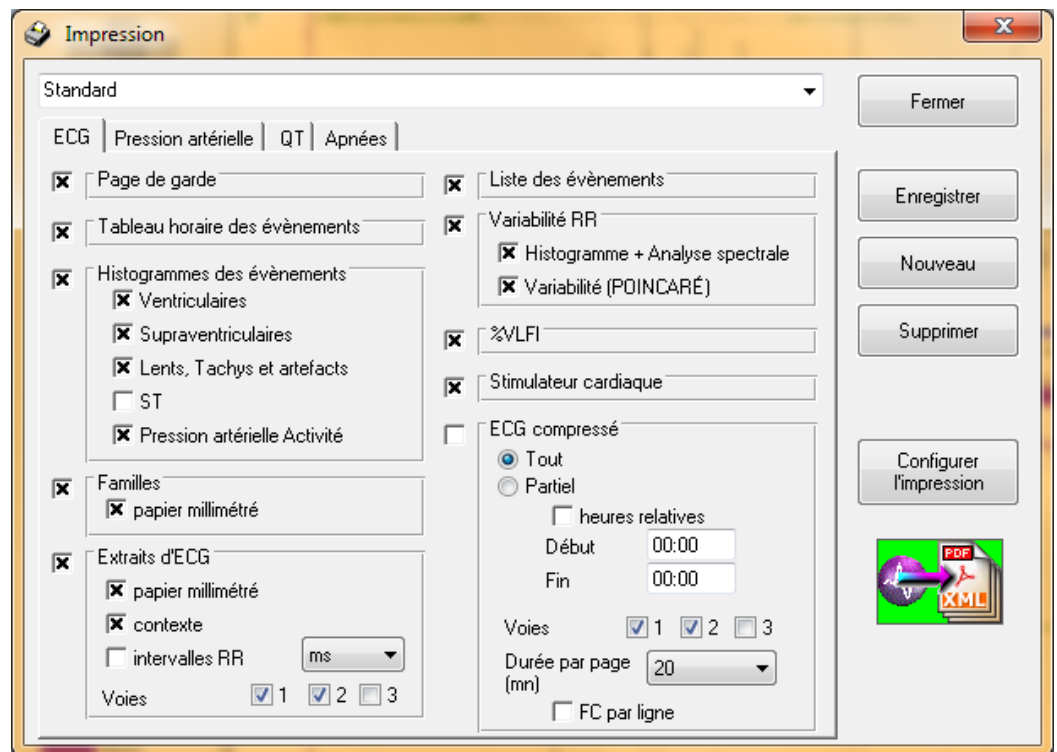 Impression
Standard
Fermer
ECG
Pression artérielle
QT
Apnées
Page de garde
Tableau horaire des évènements
Histogrammes des évènements
Ventriculaires
Supraventriculaires
Lents, Tachys et artefacts
ST
Pression artérielle Activité
Familles
papier millimétré
Extraits d'ECG
papier millimétré
contexte
intervalles RR ms
Voies 1 2 3
Liste des évènements
Variabilité RR
Histogramme + Analyse spectrale
Variabilité (POINCARÉ)
%VLFI
Stimulateur cardiaque
ECG compressé
Tout
Partiel
heures relatives
Début 00:00
Fin 00:00
Voies 1 2 3
Durée par page
(mn)
20
FC par ligne
Enregistrer
Nouveau
Supprimer
Configurer
l'impression
PDF
XML